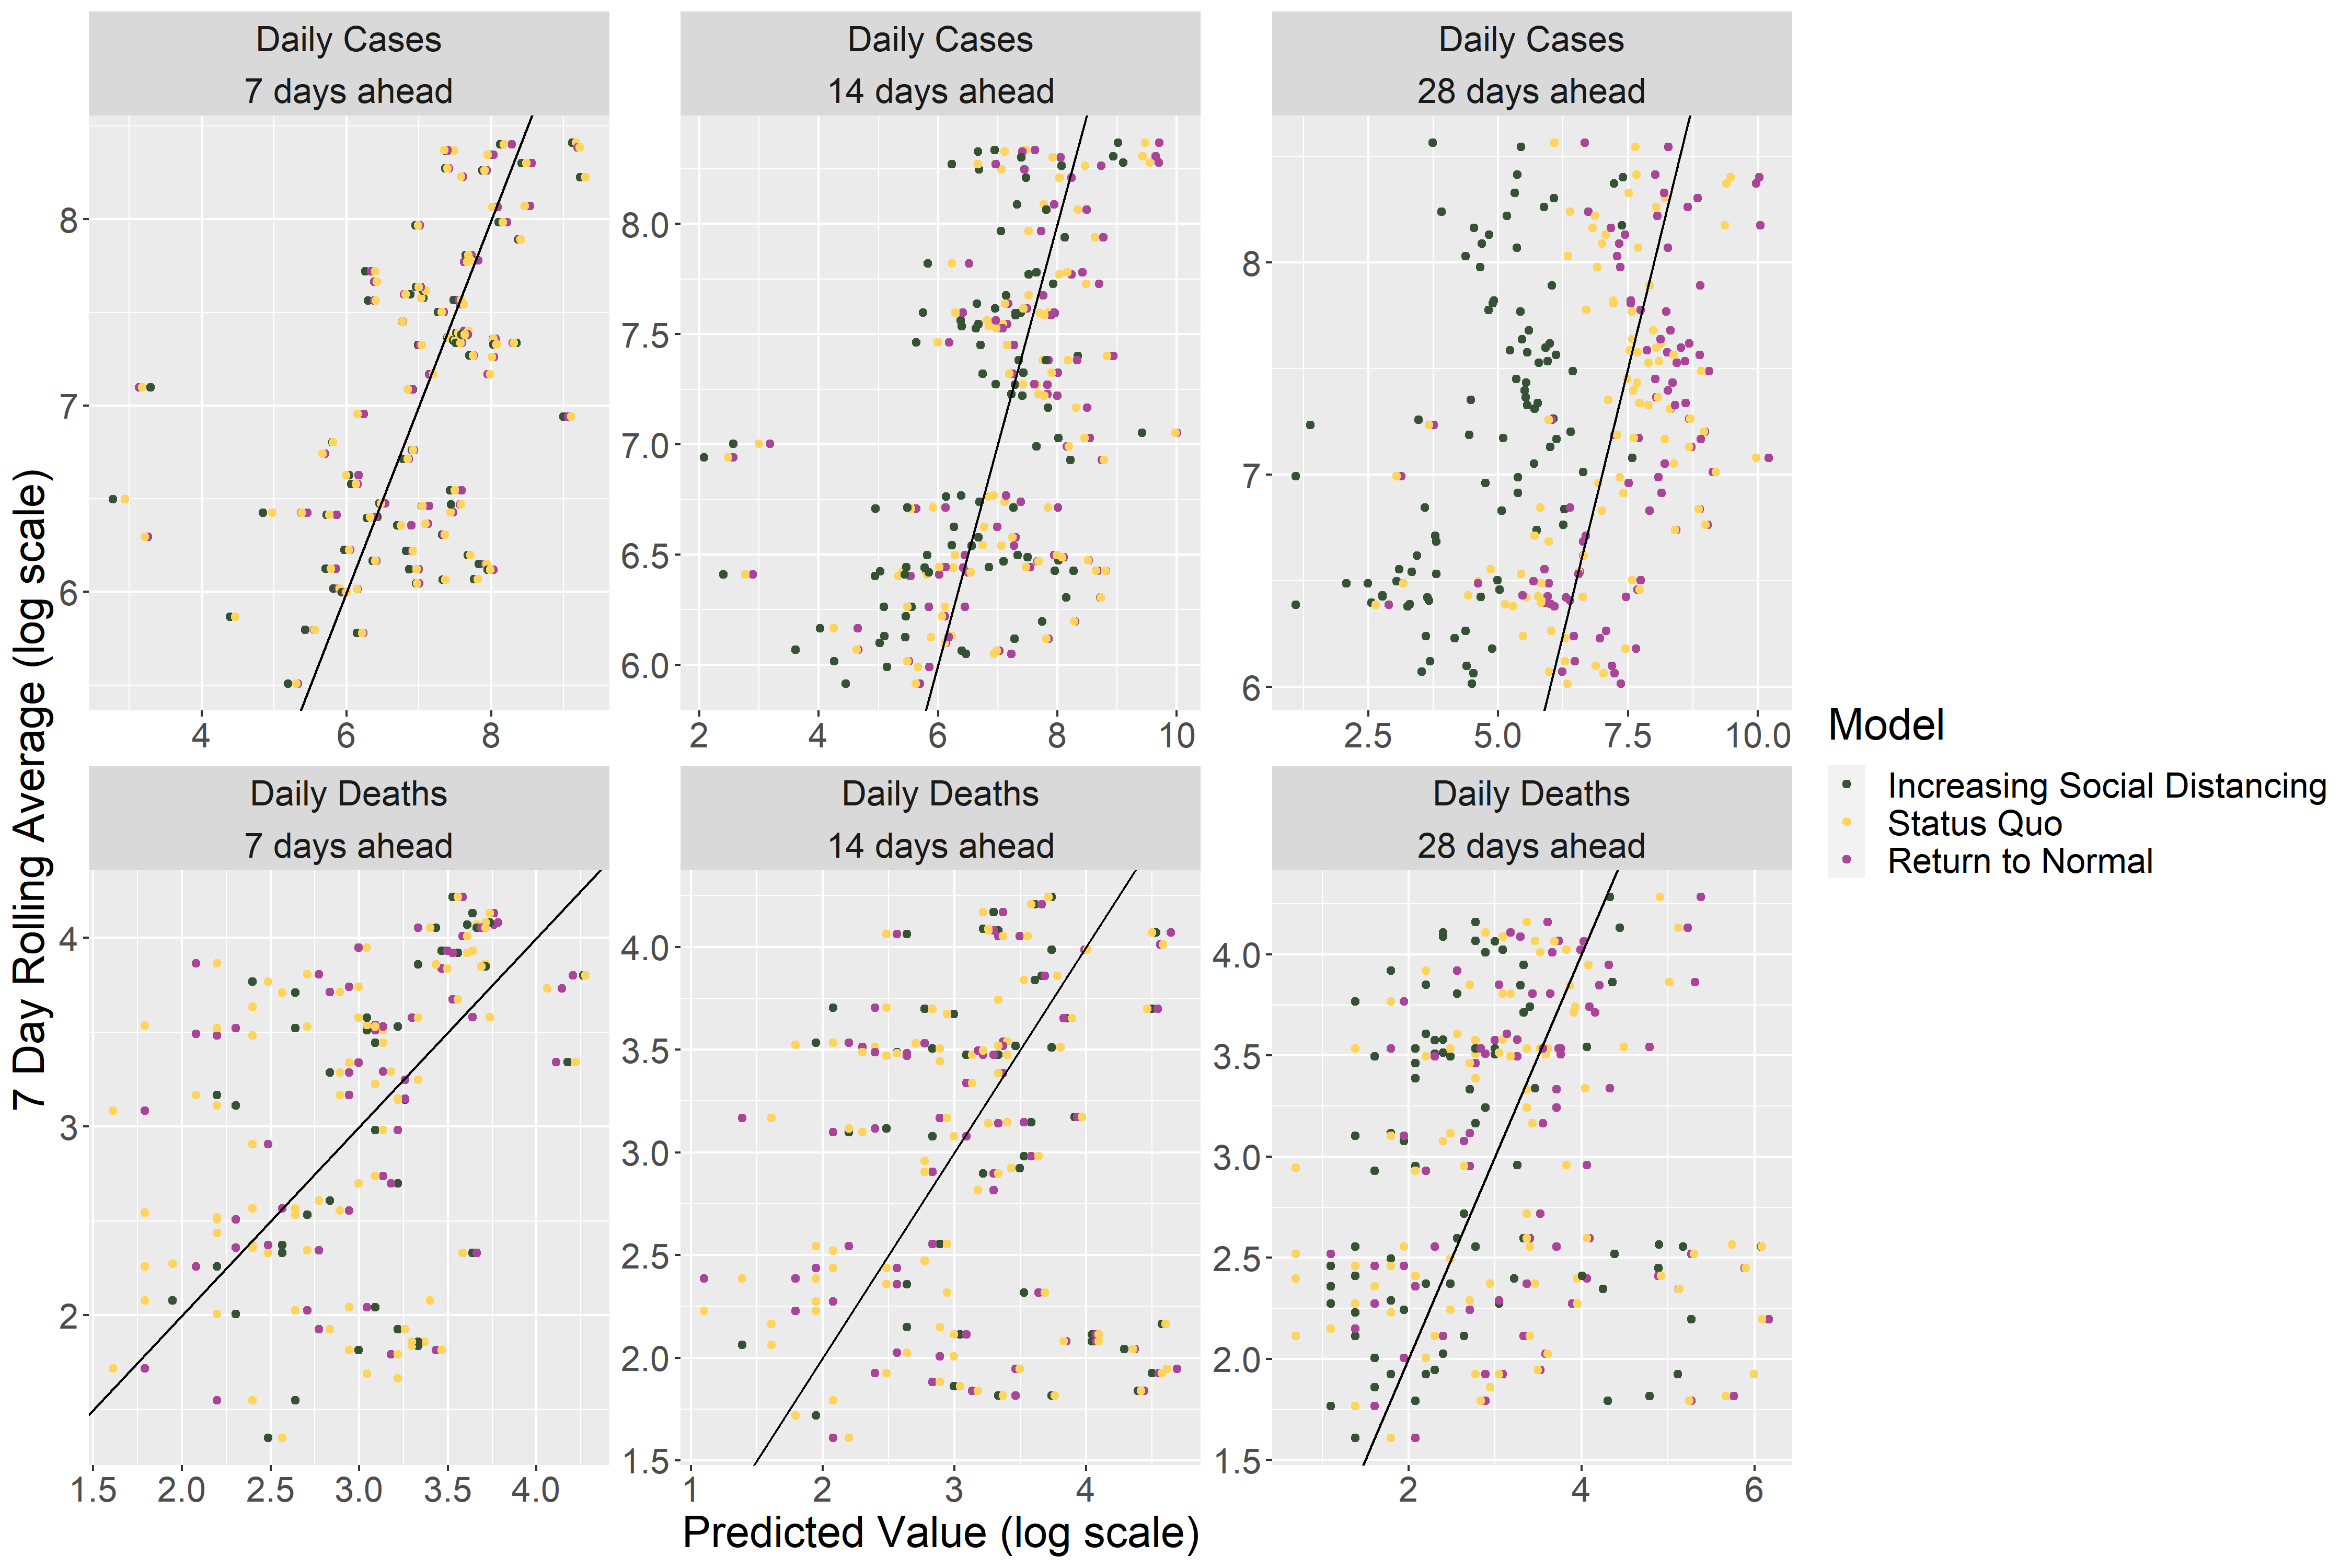 Daily Cases
7 days ahead
Daily Cases
14 days ahead
Daily Cases
28 days ahead
8
7
6
4
6
8
8.0
7.5
7.0
6.5
6.0
2
4
6
8
10
8
7
6
2.5
5.0
7.5
10.0
Daily Deaths
7 days ahead
Daily Deaths
14 days ahead
Daily Deaths
28 days ahead
4
3
2
1.5
2.0
2.5
3.0
3.5
4.0
4.0
3.5
3.0
2.5
2.0
1.5
1
2
3
4
4.0
3.5
3.0
2.5
2.0
1.5
2
4
6
7 Day Rolling Average (log scale)
Predicted Value (log scale)
Model
Increasing Social Distancing
Status Quo
Return to Normal